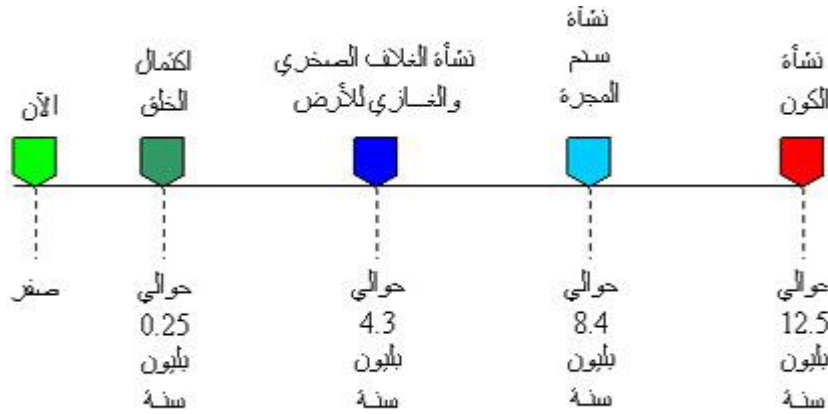 نشأة
الكون
نشأة
سدم
المجرة
نشأة الغلاف الصخري
والغــازي للأرض
اكتمال
الخلق
الآن
حوالي
12.5
بليون
سنة
حوالي
8.4
بليون
سنة
حوالي
4.3
بليون
سنة
حوالي
0.25
بليون
سنة
صفر